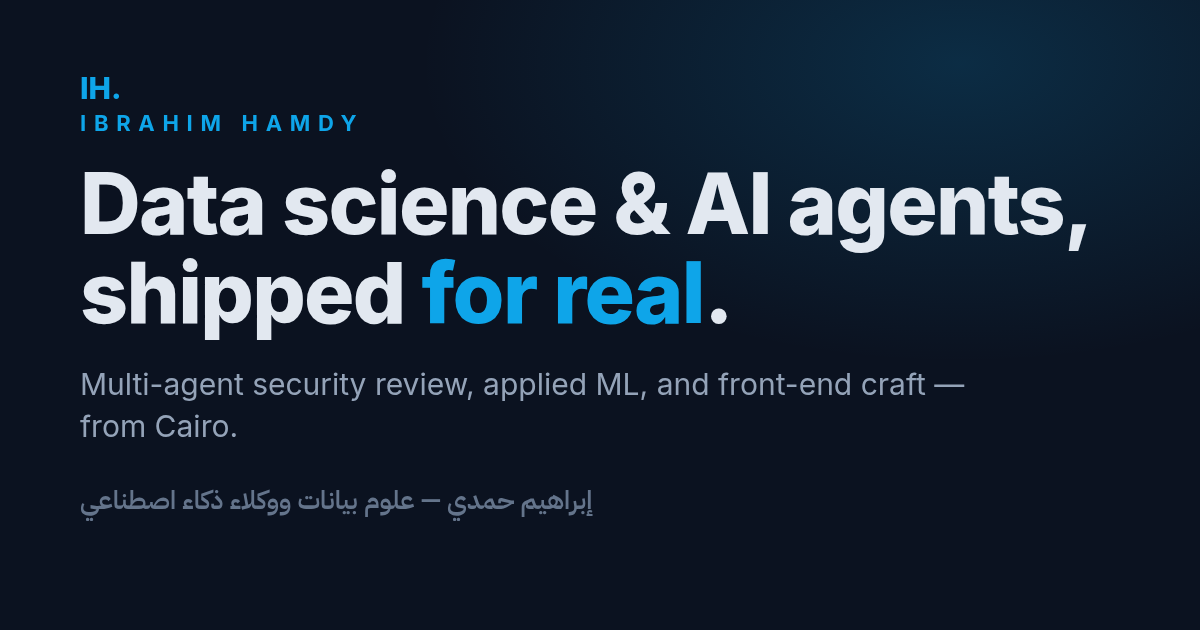 IH.
IBRAHIM HAMDY
Data science & AI agents,
shipped for real.
Multi-agent security review, applied ML, and front-end craft —
from Cairo.
إبراهيم حمدي — علوم بيانات ووكلاء ذكاء اصطناعي